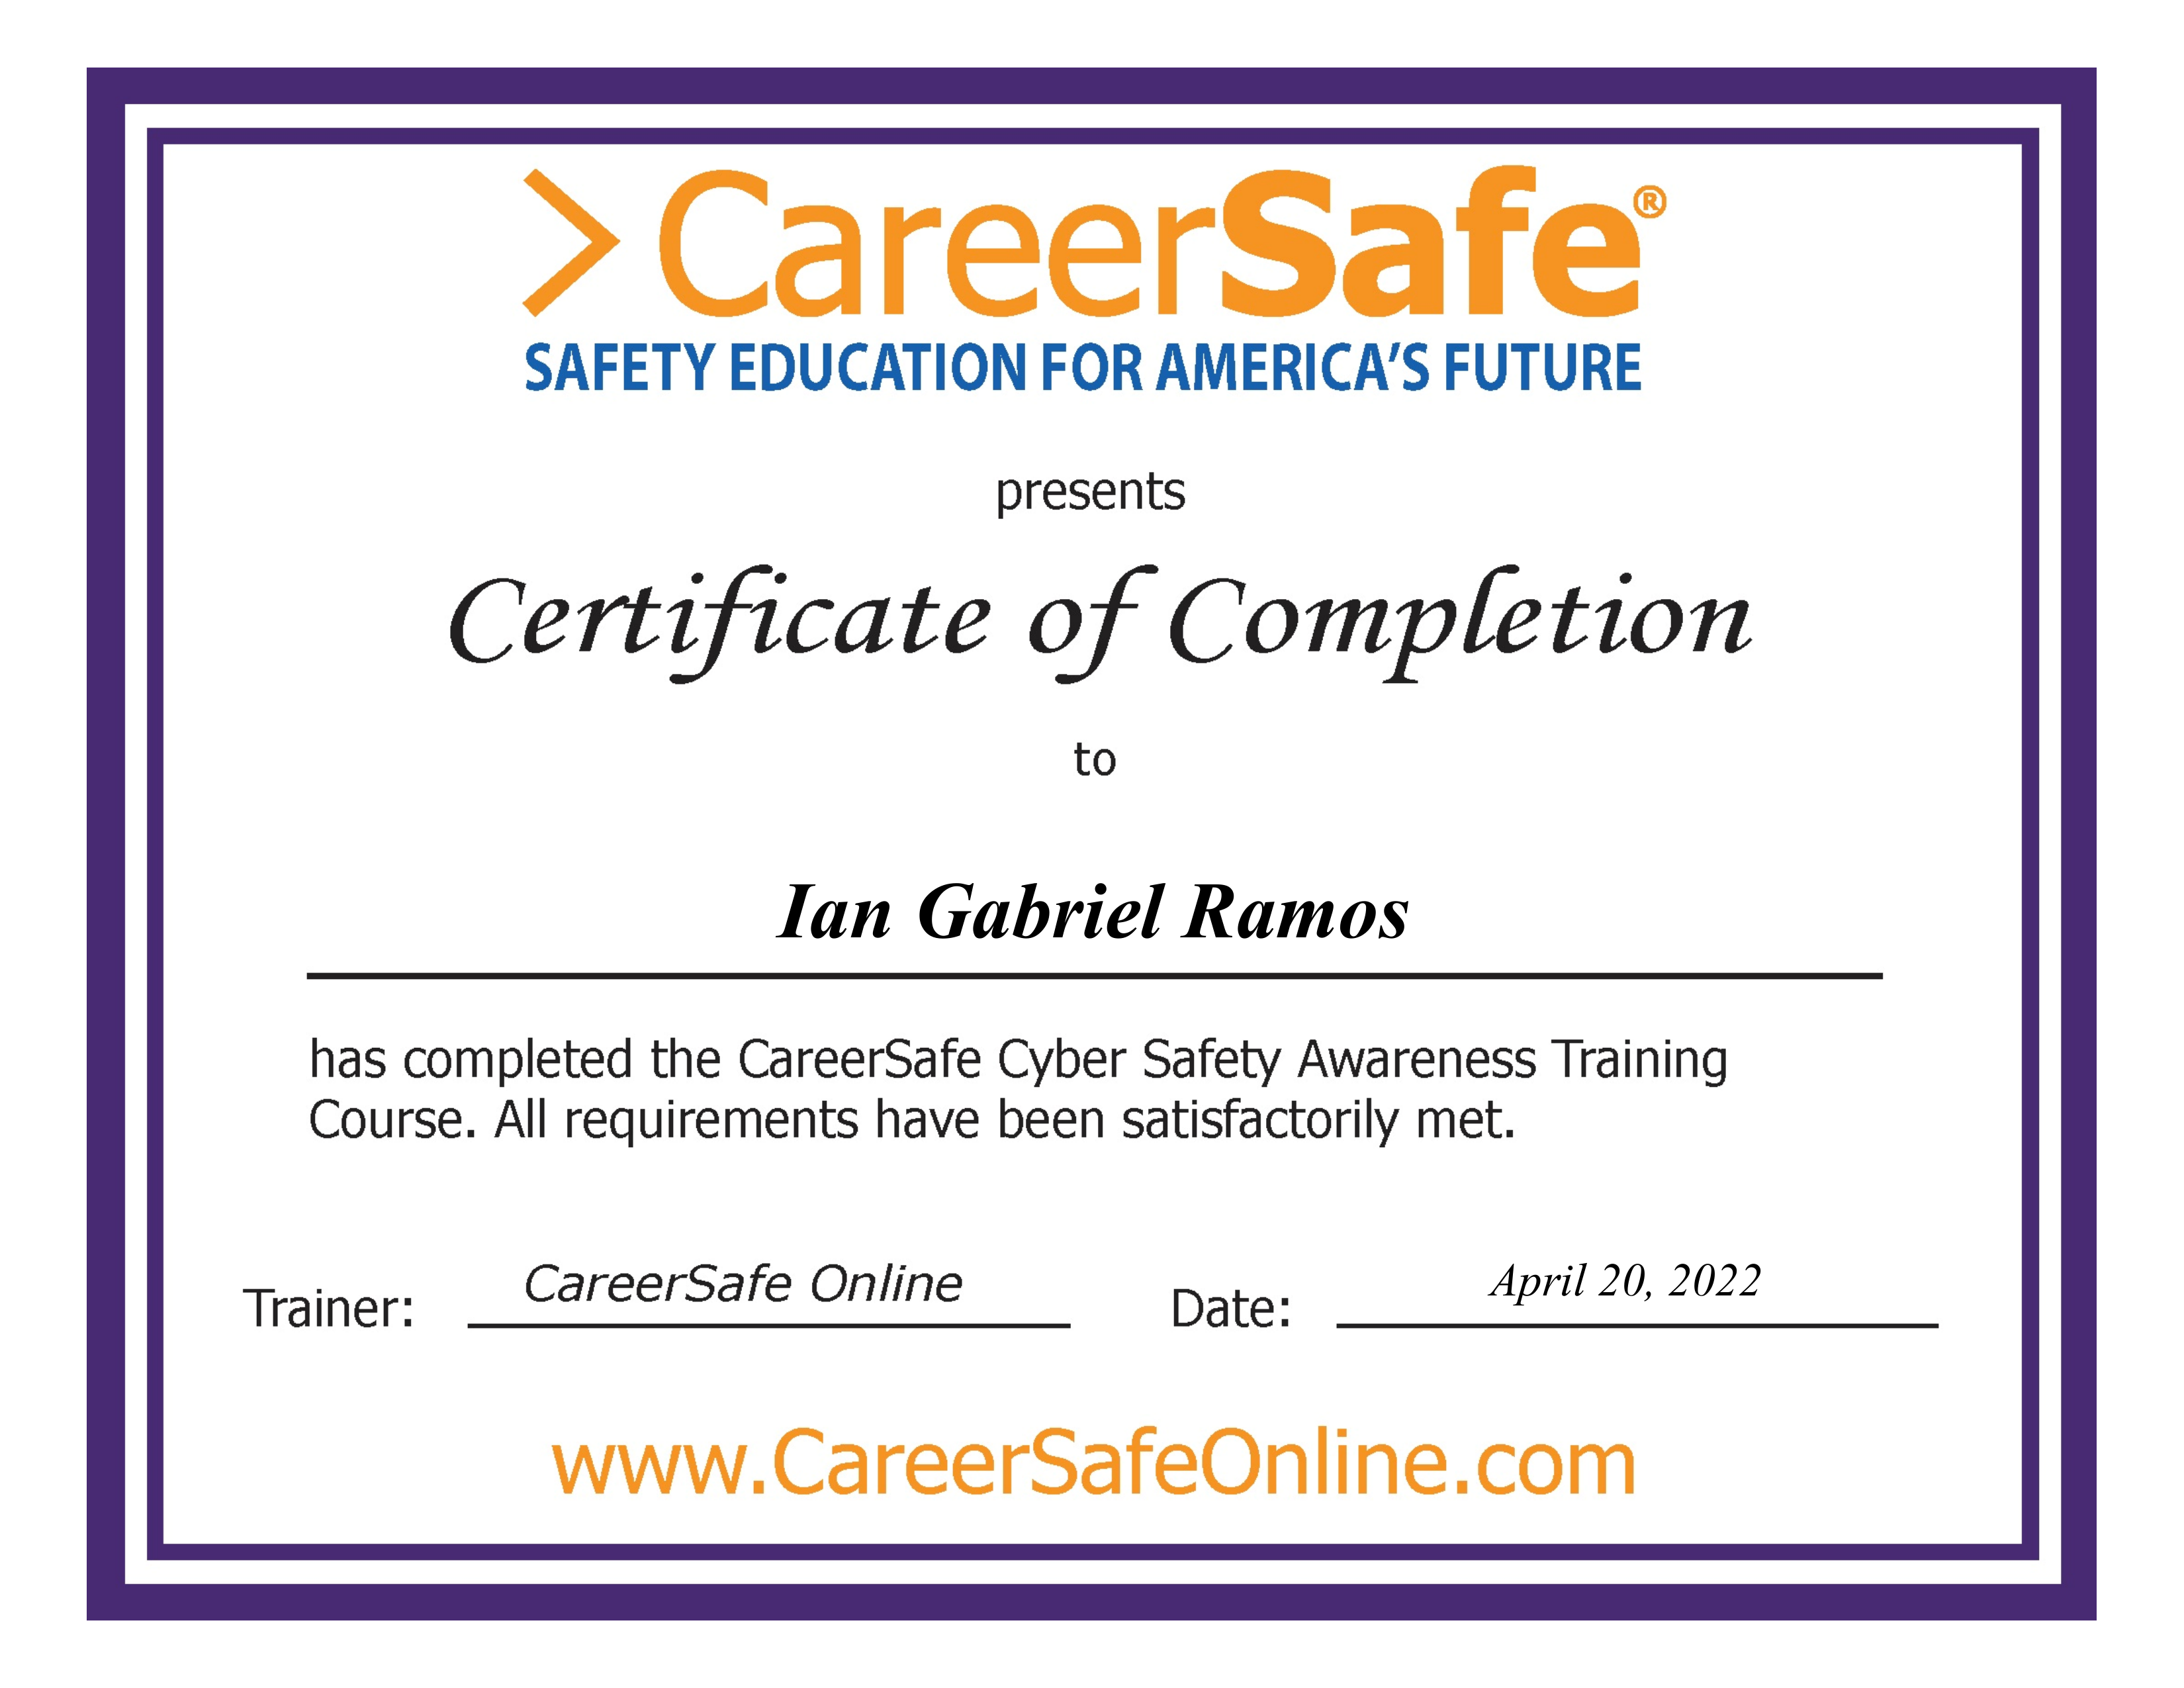 > CareerSafe®
SAFETY EDUCATION FOR AMERICA'S FUTURE
presents
Certificate of Completion
to
Ian Gabriel Ramos
has completed the CareerSafe Cyber Safety Awareness Training
Course. All requirements have been satisfactorily met.
Trainer: CareerSafe Online Date: April 20, 2022
www.CareerSafeOnline.com